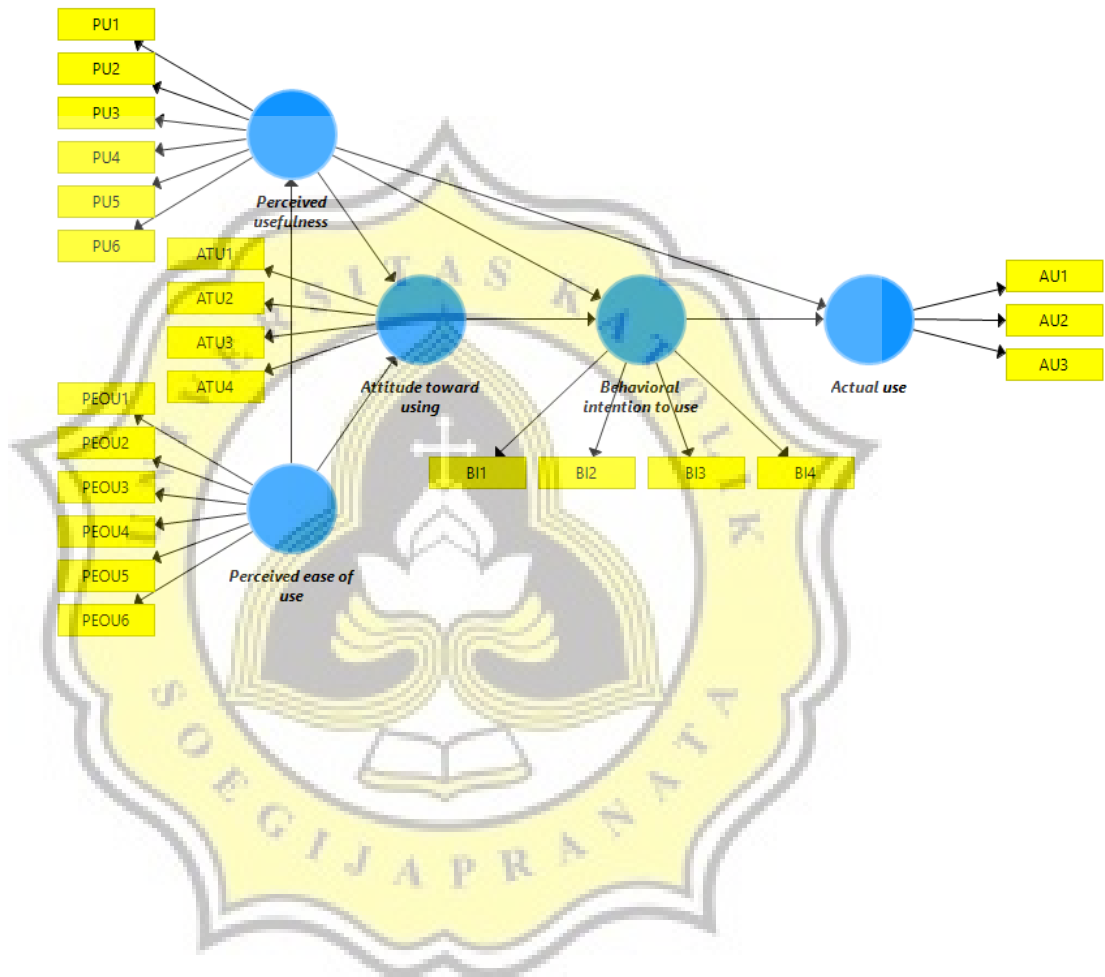 PU1
PU2
PU3
PU4
PU5
PU6
Perceived
usefulness
ATU1
ATU2
ATU3
ATU4
Attitude toward
using
Behavioral
intention to use
Actual use
AU1
AU2
AU3
BI1
BI2
BI3
BI4
PEOU1
PEOU2
PEOU3
PEOU4
PEOU5
PEOU6
Perceived ease of
use
SOEGIJAPRANATA